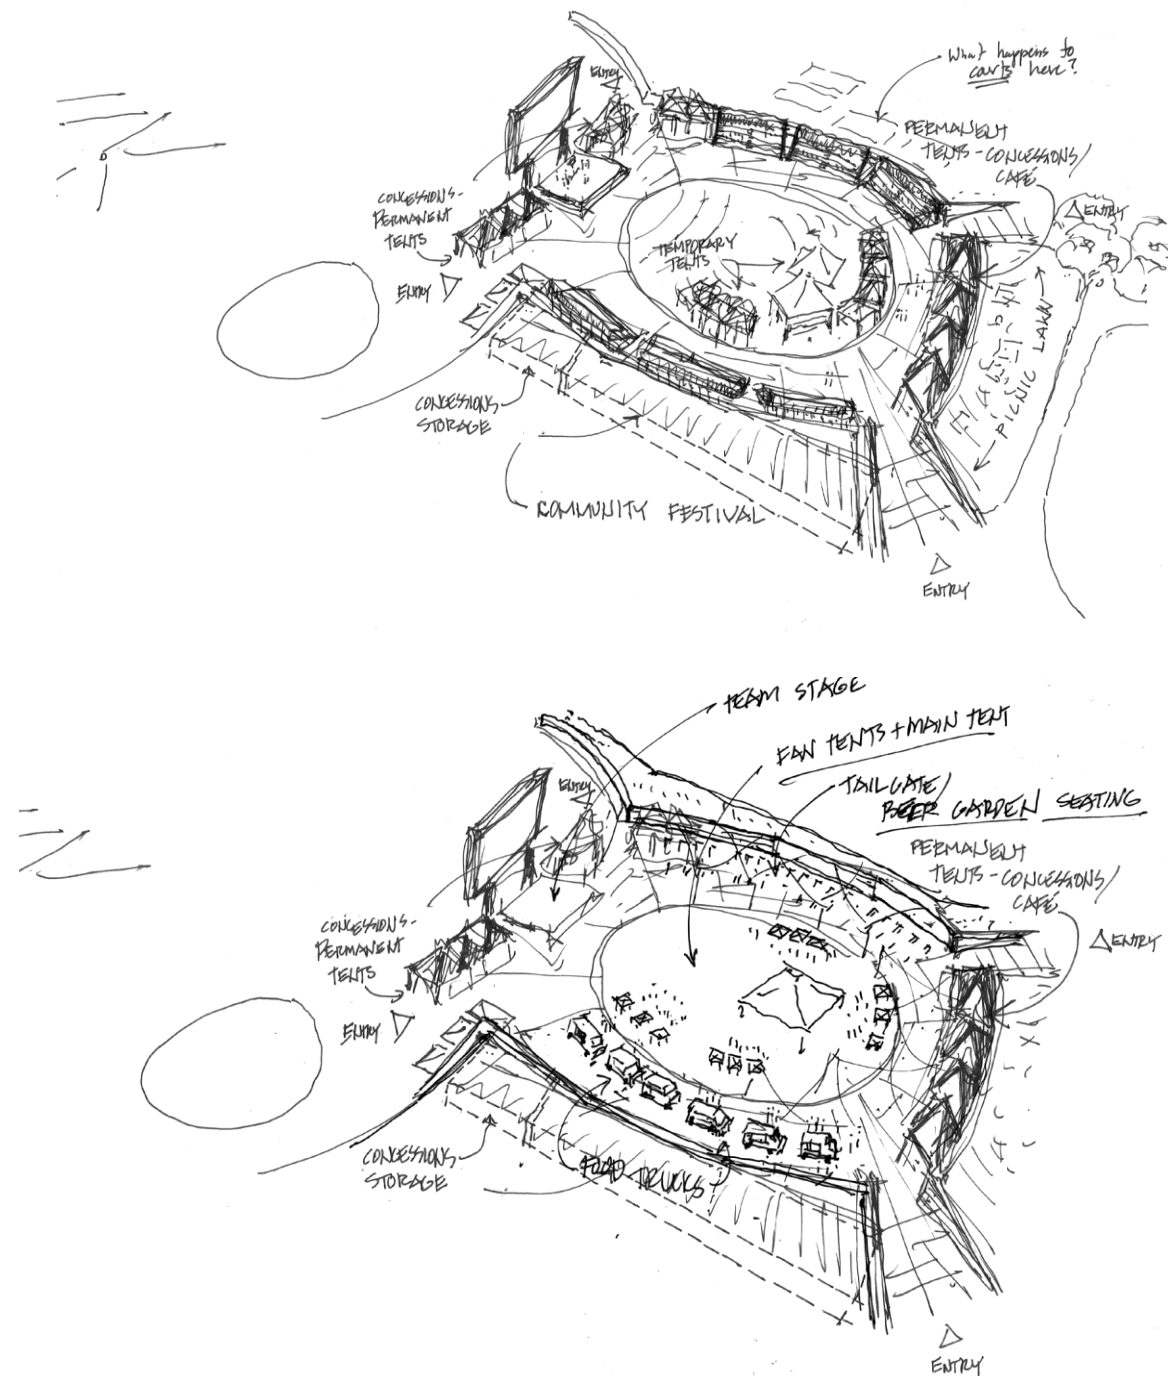 What happens to
carts here?
ENTRY
PERMANENT
TENTS-CONCESSIONS/
CAFÉ
CONCESSIONS-
PERMANENT
TENTS
ENTRY
TEMPORARY
TENTS
ENTRY
PICNIC LAWN
CONCESSIONS
STORAGE
COMMUNITY FESTIVAL
ENTRY
TEAM STAGE
FAN TENTS + MAIN TENT
TAILGATE/
BEER GARDEN SEATING
ENTRY
PERMANENT
TENTS-CONCESSIONS/
CAFÉ
CONCESSIONS-
PERMANENT
TENTS
ENTRY
ENTRY
CONCESSIONS
STORAGE
FOOD TRUCKS
ENTRY